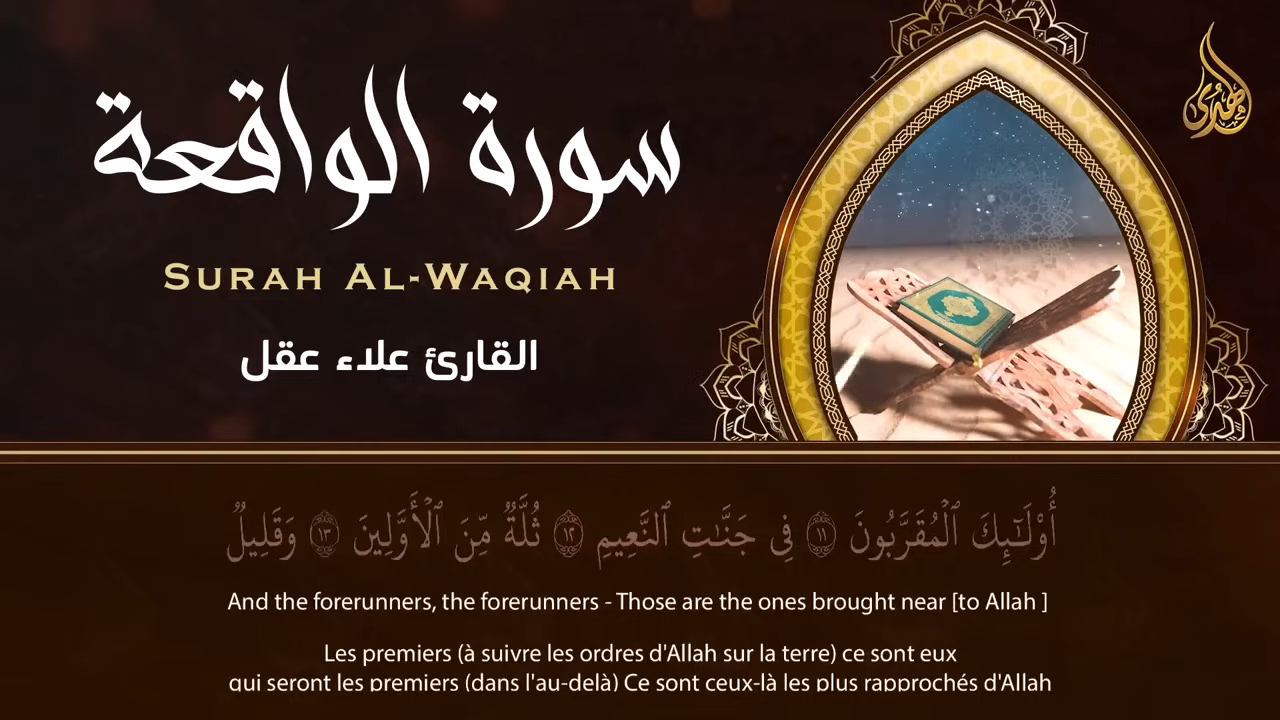 سورة الواقعة
SURAH AL-WAQIAH
القارئ علاء عقل
الهدى
أُوْلَـٰٓئِكَ ٱلْمُقَرَّبُونَ ١١ فِى جَنَّـٰتِ ٱلنَّعِيمِ ١٢ ثُلَّةٌ مِّنَ ٱلْأَوَّلِينَ ١٣ وَقَلِيلٌ
And the forerunners, the forerunners - Those are the ones brought near [to Allah ]
Les premiers (à suivre les ordres d'Allah sur la terre) ce sont eux
qui seront les premiers (dans l'au-delà) Ce sont ceux-là les plus rapprochés d'Allah